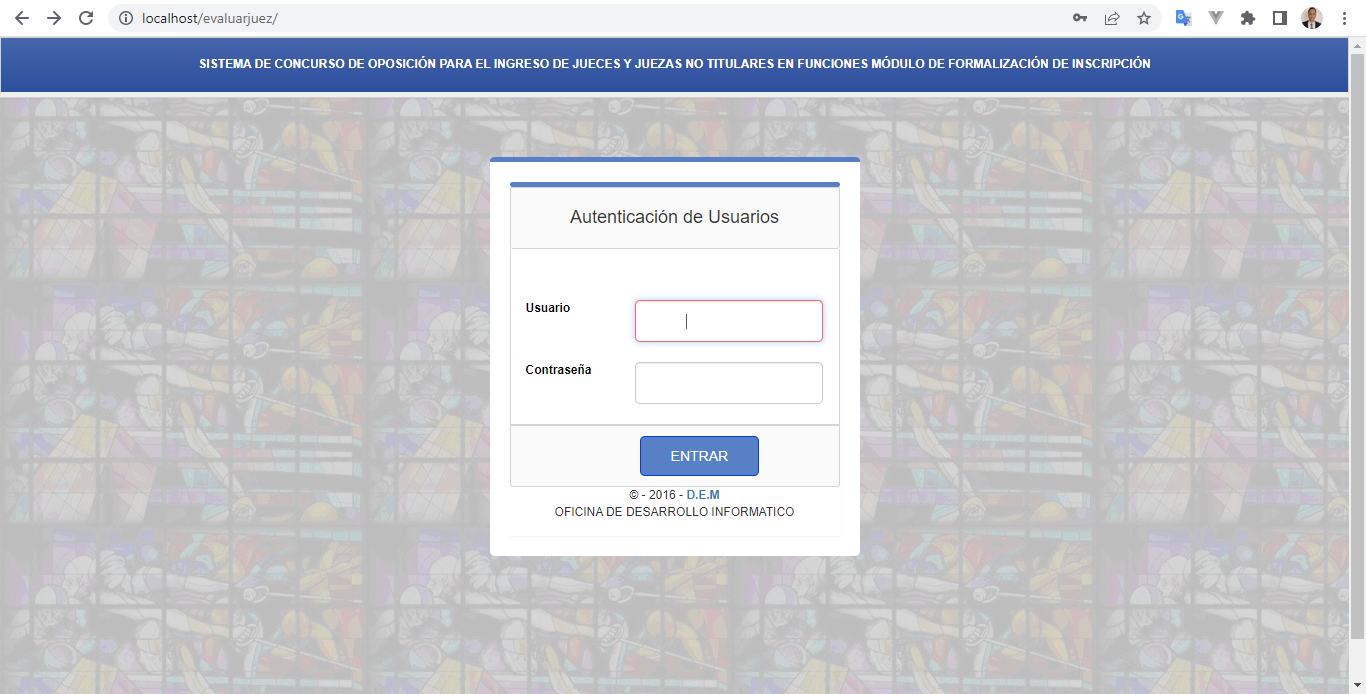 localhost/evaluarjuez/
SISTEMA DE CONCURSO DE OPOSICIÓN PARA EL INGRESO DE JUECES Y JUEZAS NO TITULARES EN FUNCIONES MÓDULO DE FORMALIZACIÓN DE INSCRIPCIÓN
Autenticación de Usuarios
Usuario
Contraseña
ENTRAR
© - 2016 - D.E.M
OFICINA DE DESARROLLO INFORMATICO